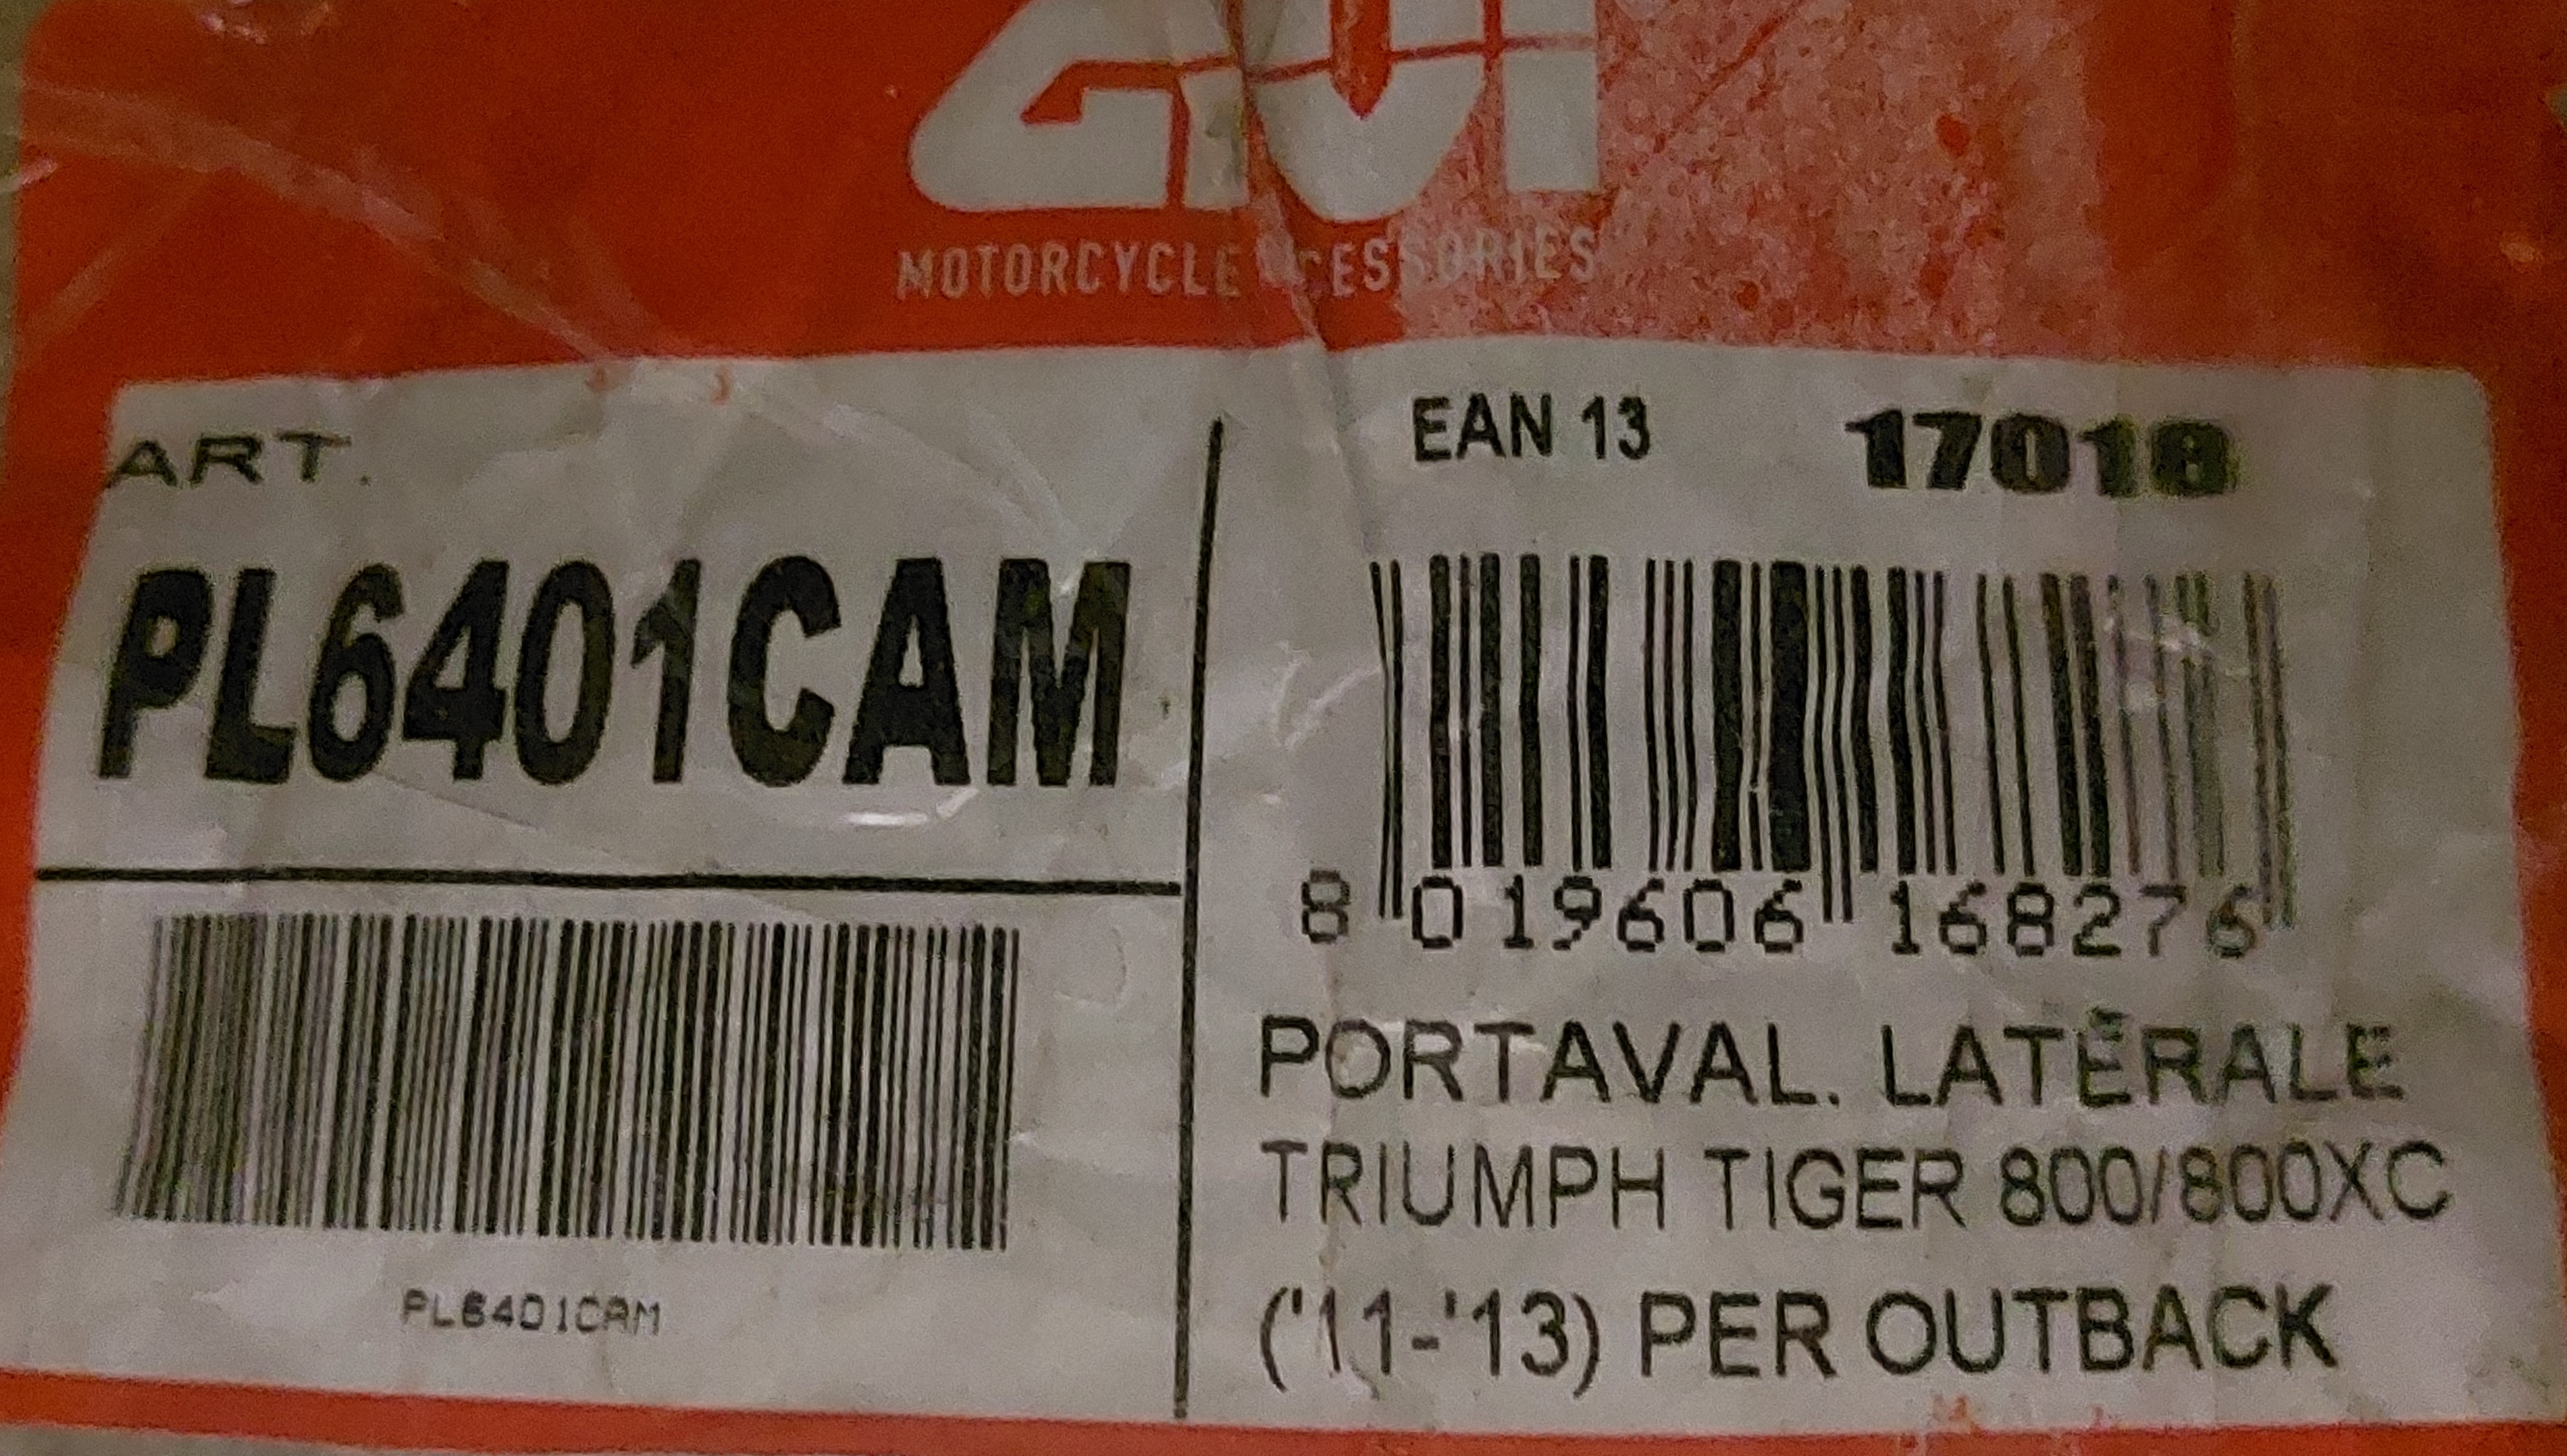 GIVI
MOTORCYCLE ACCESSORIES
ART.
PL6401CAM
PL6401CAM
EAN 13 17018
8 019606 168276
PORTAVAL. LATERALE
TRIUMPH TIGER 800/800XC
('11-'13) PER OUTBACK